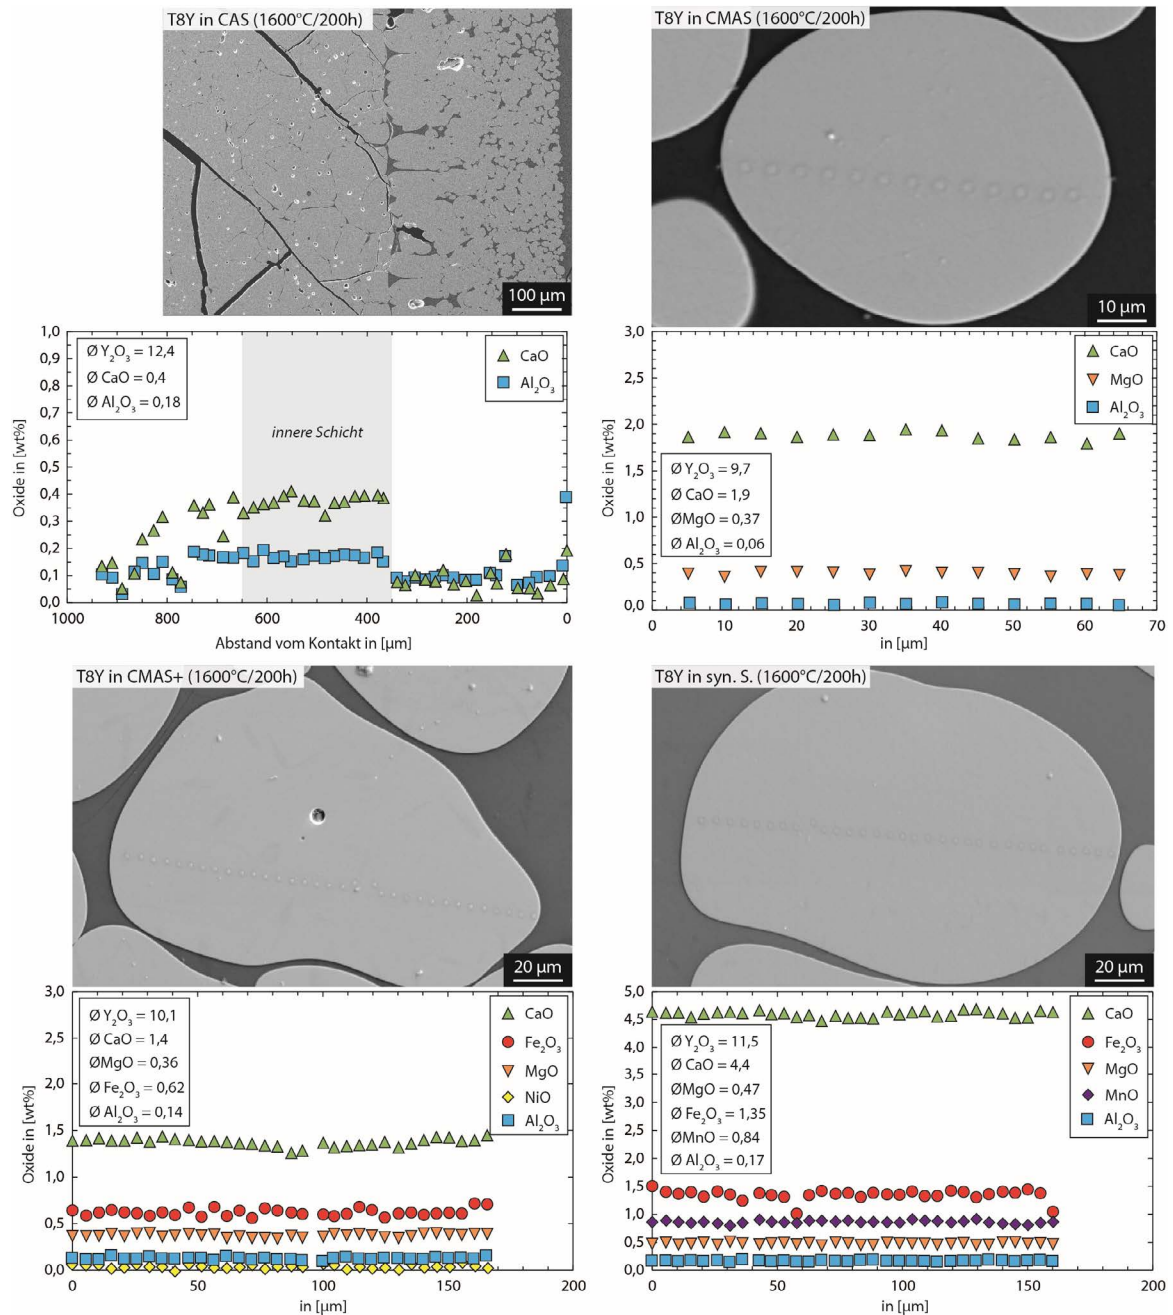 T8Y in CAS (1600°C/200h)
100 µm
T8Y in CMAS (1600°C/200h)
10 µm
Oxide in [wt%]
1,0
0,9
0,8
0,7
0,6
0,5
0,4
0,3
0,2
0,1
0,0
Ø Y₂O₃ = 12,4
Ø CaO = 0,4
Ø Al₂O₃ = 0,18
innere Schicht
CaO
Al₂O₃
1000 800 600 400 200 0
Abstand vom Kontakt in [µm]
Oxide in [wt%]
3,0
2,5
2,0
1,5
1,0
0,5
0,0
CaO
MgO
Al₂O₃
Ø Y₂O₃ = 9,7
Ø CaO = 1,9
ØMgO = 0,37
Ø Al₂O₃ = 0,06
0 10 20 30 40 50 60 70
in [µm]
T8Y in CMAS+ (1600°C/200h)
20 µm
T8Y in syn. S. (1600°C/200h)
20 µm
Oxide in [wt%]
3,0
2,5
2,0
1,5
1,0
0,5
0,0
Ø Y₂O₃ = 10,1
Ø CaO = 1,4
ØMgO = 0,36
Ø Fe₂O₃ = 0,62
Ø Al₂O₃ = 0,14
CaO
Fe₂O₃
MgO
NiO
Al₂O₃
0 50 100 150 200
in [µm]
Oxide in [wt%]
5,0
4,5
4,0
3,5
3,0
2,5
2,0
1,5
1,0
0,5
0,0
Ø Y₂O₃ = 11,5
Ø CaO = 4,4
ØMgO = 0,47
Ø Fe₂O₃ = 1,35
ØMnO = 0,84
Ø Al₂O₃ = 0,17
CaO
Fe₂O₃
MgO
MnO
Al₂O₃
0 50 100 150 200
in [µm]